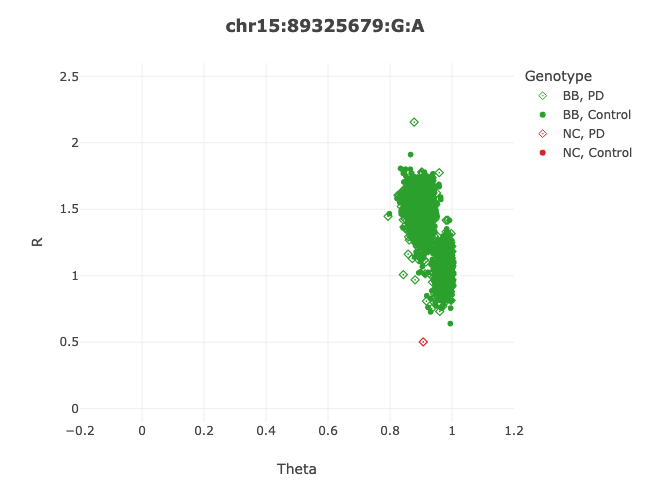 chr15:89325679:G:A
Genotype
BB, PD
BB, Control
NC, PD
NC, Control
R
2.5
2
1.5
1
0.5
0
−0.2
0
0.2
0.4
0.6
0.8
1
1.2
Theta